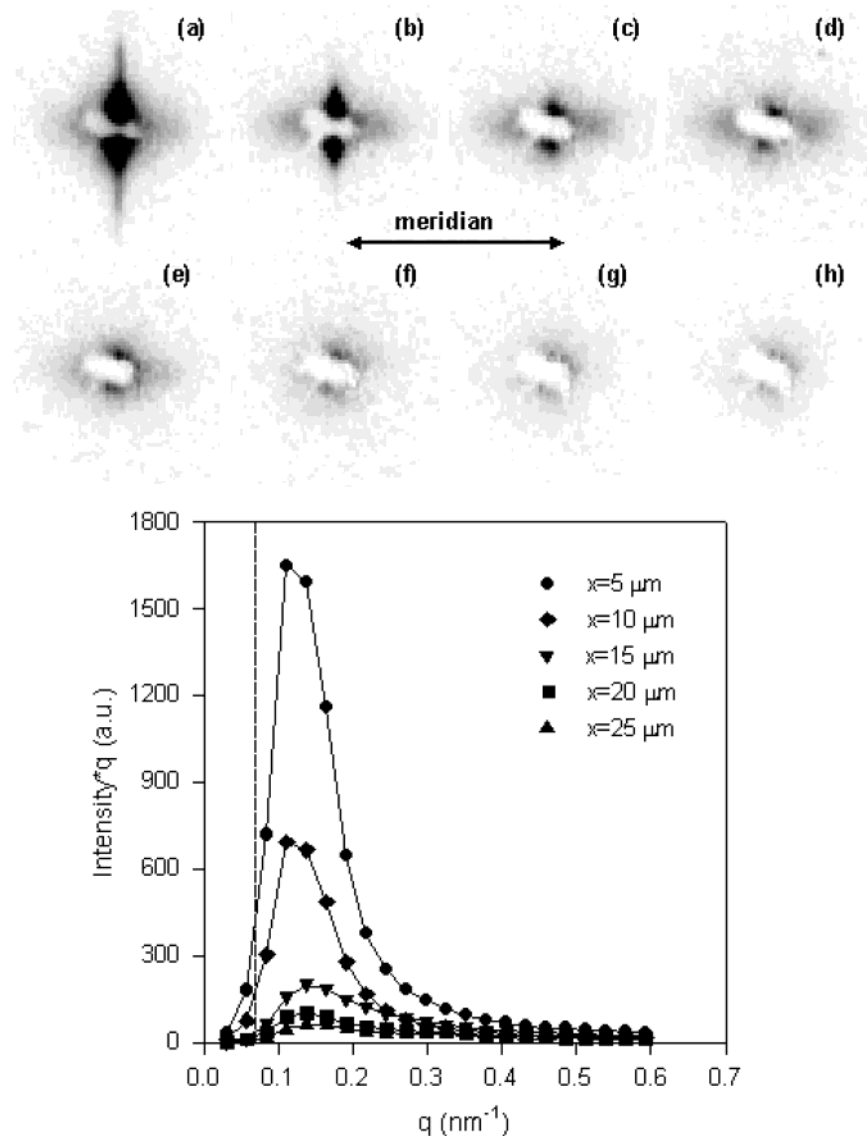 (a) (b) (c) (d)
meridian
(e) (f) (g) (h)
1800
1500
1200
900
600
300
0
Intensity*q (a.u.)
x=5 µm
x=10 µm
x=15 µm
x=20 µm
x=25 µm
0.0 0.1 0.2 0.3 0.4 0.5 0.6 0.7
q (nm⁻¹)